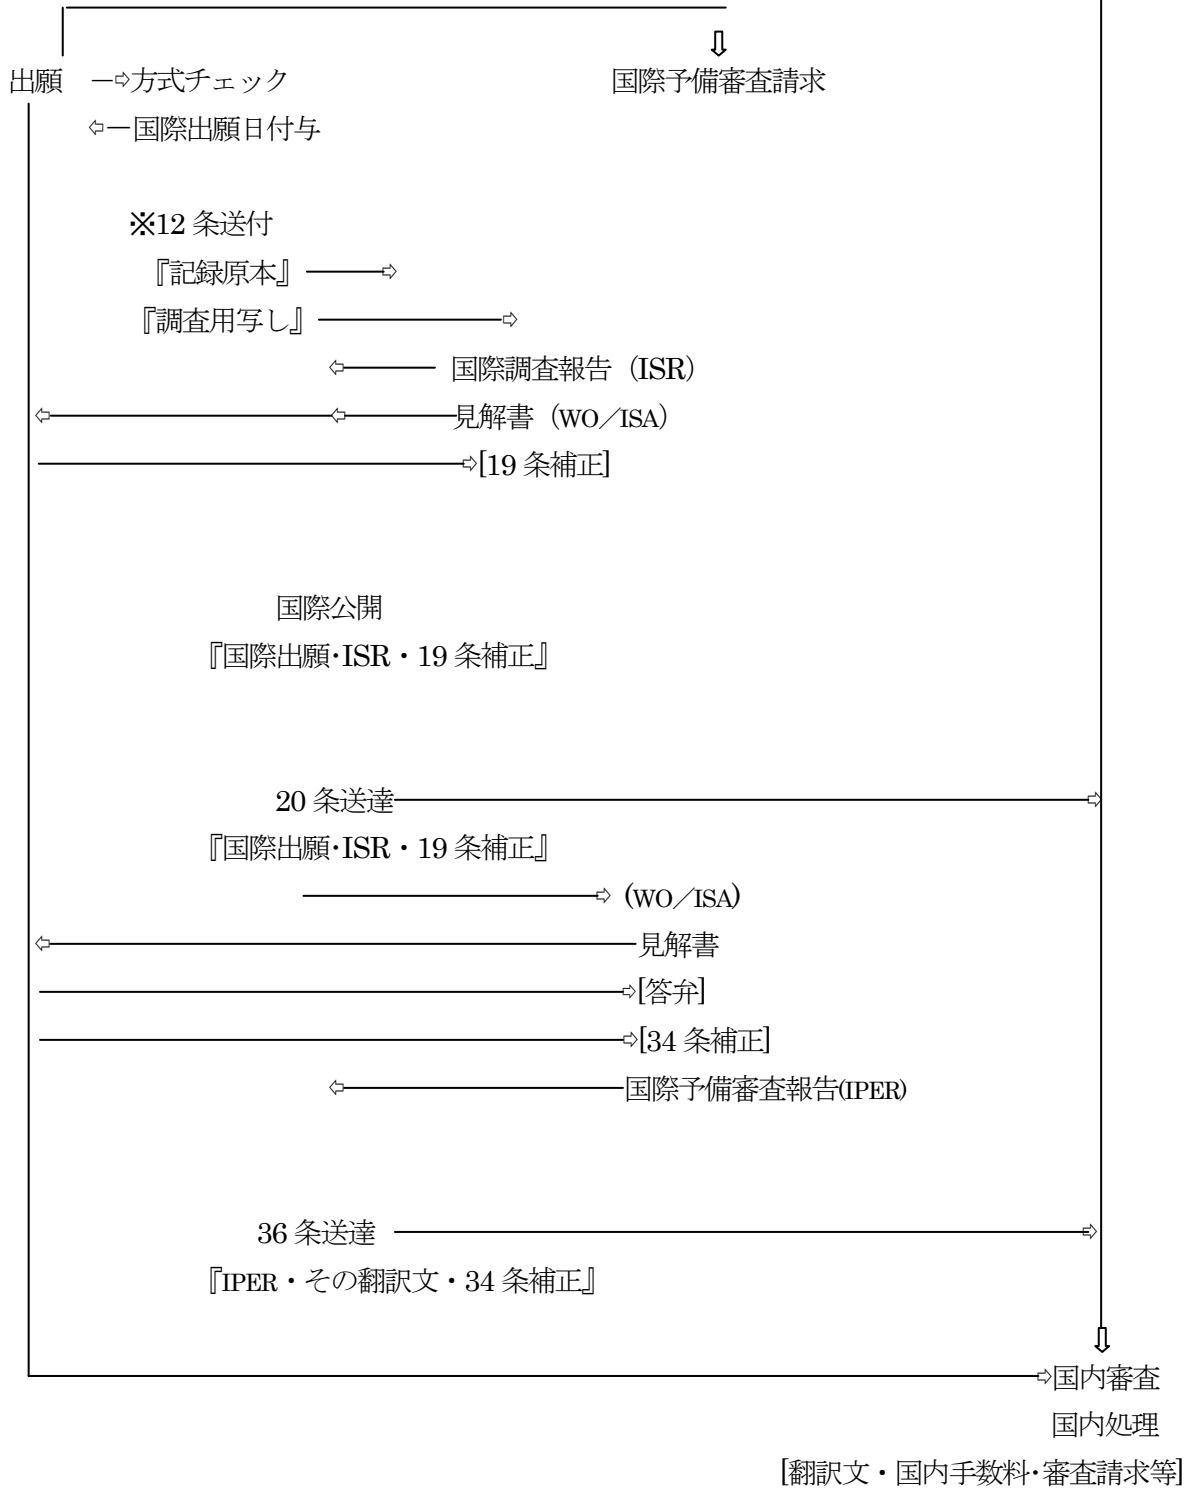 出願 －⇨方式チェック 国際予備審査請求
⇦－国際出願日付与
※12 条送付
『記録原本』
『調査用写し』
国際調査報告（ISR）
見解書（WO／ISA）
[19 条補正]
国際公開
『国際出願･ISR・19 条補正』
20 条送達
『国際出願･ISR・19 条補正』
(WO／ISA)
見解書
[答弁]
[34 条補正]
国際予備審査報告(IPER)
36 条送達
『IPER・その翻訳文・34 条補正』
国内審査
国内処理
[翻訳文・国内手数料･審査請求等]